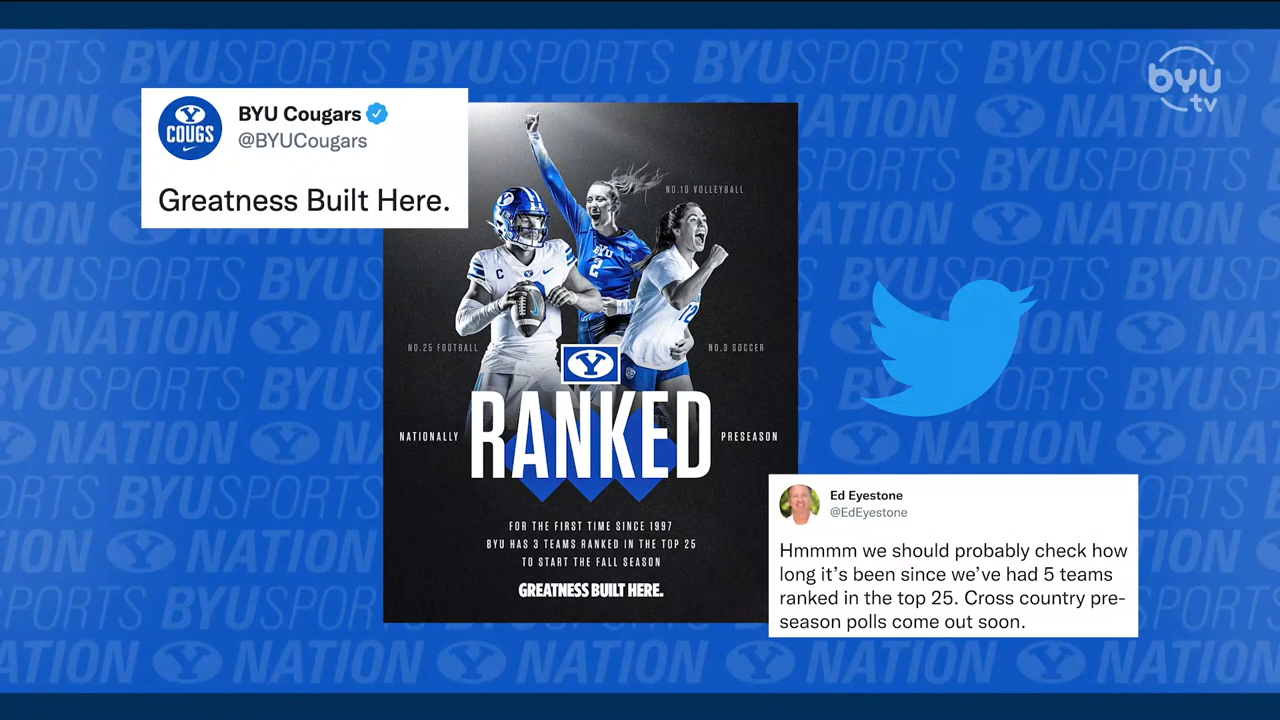 byu
tv
COUGS
BYU Cougars
@BYUCougars
Greatness Built Here.
NO.10 VOLLEYBALL
BYU
2
C
12
NO.25 FOOTBALL
NO.3 SOCCER
Y
NATIONALLY
RANKED
PRESEASON
FOR THE FIRST TIME SINCE 1997
BYU HAS 3 TEAMS RANKED IN THE TOP 25
TO START THE FALL SEASON
GREATNESS BUILT HERE.
Ed Eyestone
@EdEyestone
Hmmmm we should probably check how
long it's been since we've had 5 teams
ranked in the top 25. Cross country pre-
season polls come out soon.
BYUSPORTS
NATION